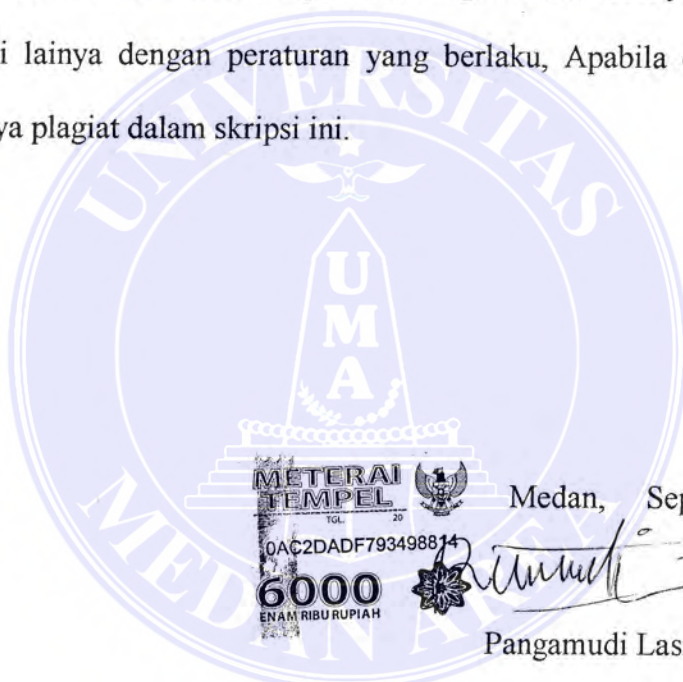 i lainya dengan peraturan yang berlaku, Apabila
ya plagiat dalam skripsi ini.
UNIVERSITAS
UMA
MEDAN AREA
METERAI
TEMPEL
TGL. 20
0AC2DADF793498814
6000
ENAM RIBU RUPIAH
Medan, Sep
Pangamudi Las